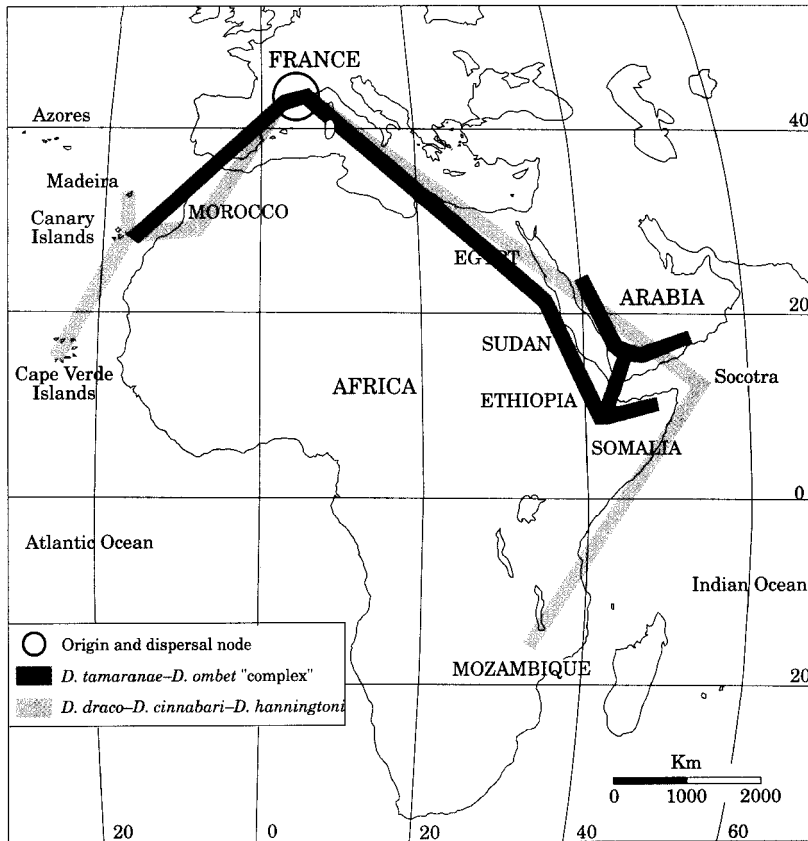 FRANCE
Azores
40
Madeira
Canary
Islands
MOROCCO
EGYPT
ARABIA
20
SUDAN
Cape Verde
Islands
AFRICA
ETHIOPIA
Socotra
SOMALIA
0
Atlantic Ocean
Indian Ocean
Origin and dispersal node
D. tamaranae–D. ombet "complex"
D. draco–D. cinnabari–D. hanningtoni
MOZAMBIQUE
20
Km
0 1000 2000
20 0 20 40 60